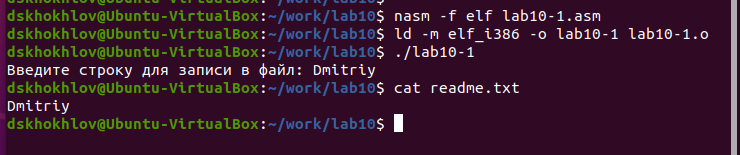 dskhokhlov@Ubuntu-VirtualBox:~/work/lab10$ nasm -f elf lab10-1.asm
dskhokhlov@Ubuntu-VirtualBox:~/work/lab10$ ld -m elf_i386 -o lab10-1 lab10-1.o
dskhokhlov@Ubuntu-VirtualBox:~/work/lab10$ ./lab10-1
Введите строку для записи в файл: Dmitriy
dskhokhlov@Ubuntu-VirtualBox:~/work/lab10$ cat readme.txt
Dmitriy
dskhokhlov@Ubuntu-VirtualBox:~/work/lab10$